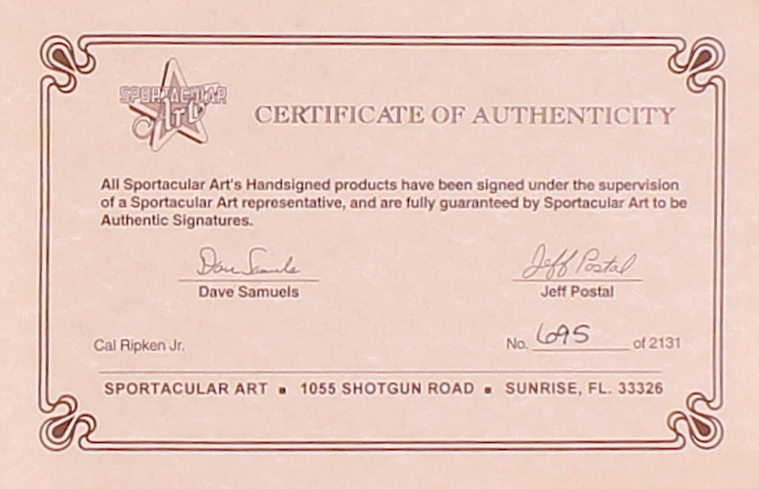 SPORTACULAR
Art
CERTIFICATE OF AUTHENTICITY
All Sportacular Art's Handsigned products have been signed under the supervision
of a Sportacular Art representative, and are fully guaranteed by Sportacular Art to be
Authentic Signatures.
Dave Samuels Jeff Postal
Dave Samuels Jeff Postal
Cal Ripken Jr. No. 695 of 2131
SPORTACULAR ART ▪ 1055 SHOTGUN ROAD ▪ SUNRISE, FL. 33326